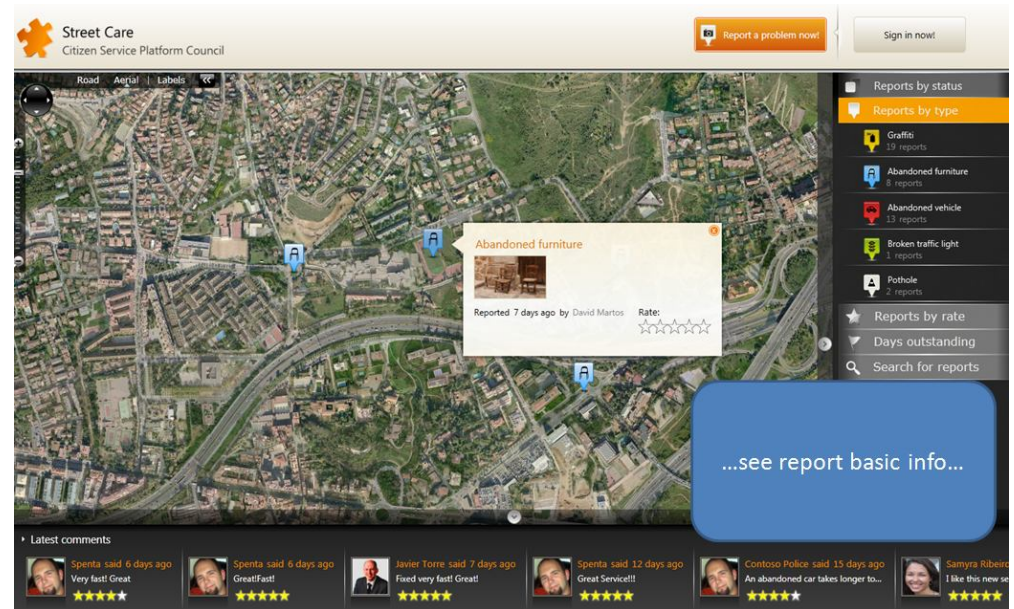 Street Care
Citizen Service Platform Council
Report a problem now!
Sign in now!
Road Aerial | Labels «
Reports by status
Reports by type
Graffiti
19 reports
Abandoned furniture
8 reports
Abandoned vehicle
13 reports
Broken traffic light
1 reports
Pothole
2 reports
Reports by rate
Days outstanding
Search for reports
Abandoned furniture
Reported 7 days ago by David Martos
Rate:
...see report basic info...
Latest comments
Spenta said 6 days ago
Very fast! Great
Spenta said 6 days ago
Great!Fast!
Javier Torre said 7 days ago
Fixed very fast! Great!
Spenta said 12 days ago
Great Service!!!
Contoso Police said 15 days ago
An abandoned car takes longer to...
Samyra Ribeiro
I like this new se